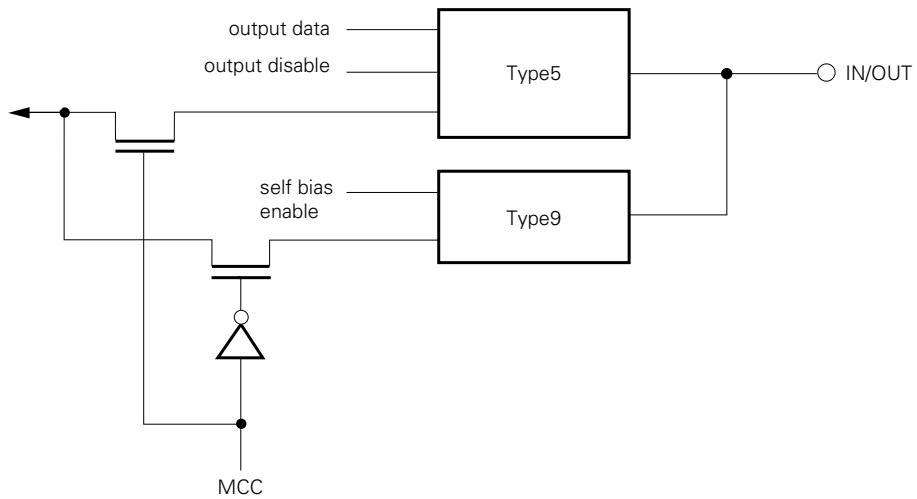 output data
output disable
Type5
IN/OUT
self bias
enable
Type9
MCC